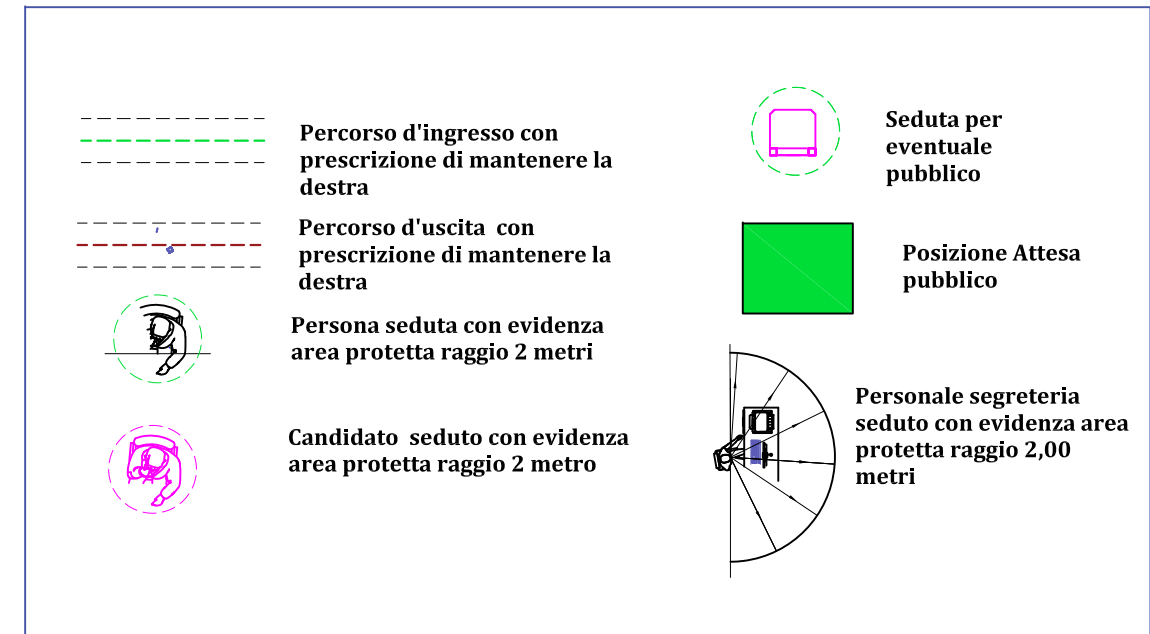 Percorso d'ingresso con
prescrizione di mantenere la
destra
Percorso d'uscita con
prescrizione di mantenere la
destra
Persona seduta con evidenza
area protetta raggio 2 metri
Candidato seduto con evidenza
area protetta raggio 2 metro
Seduta per
eventuale
pubblico
Posizione Attesa
pubblico
Personale segreteria
seduto con evidenza area
protetta raggio 2,00
metri